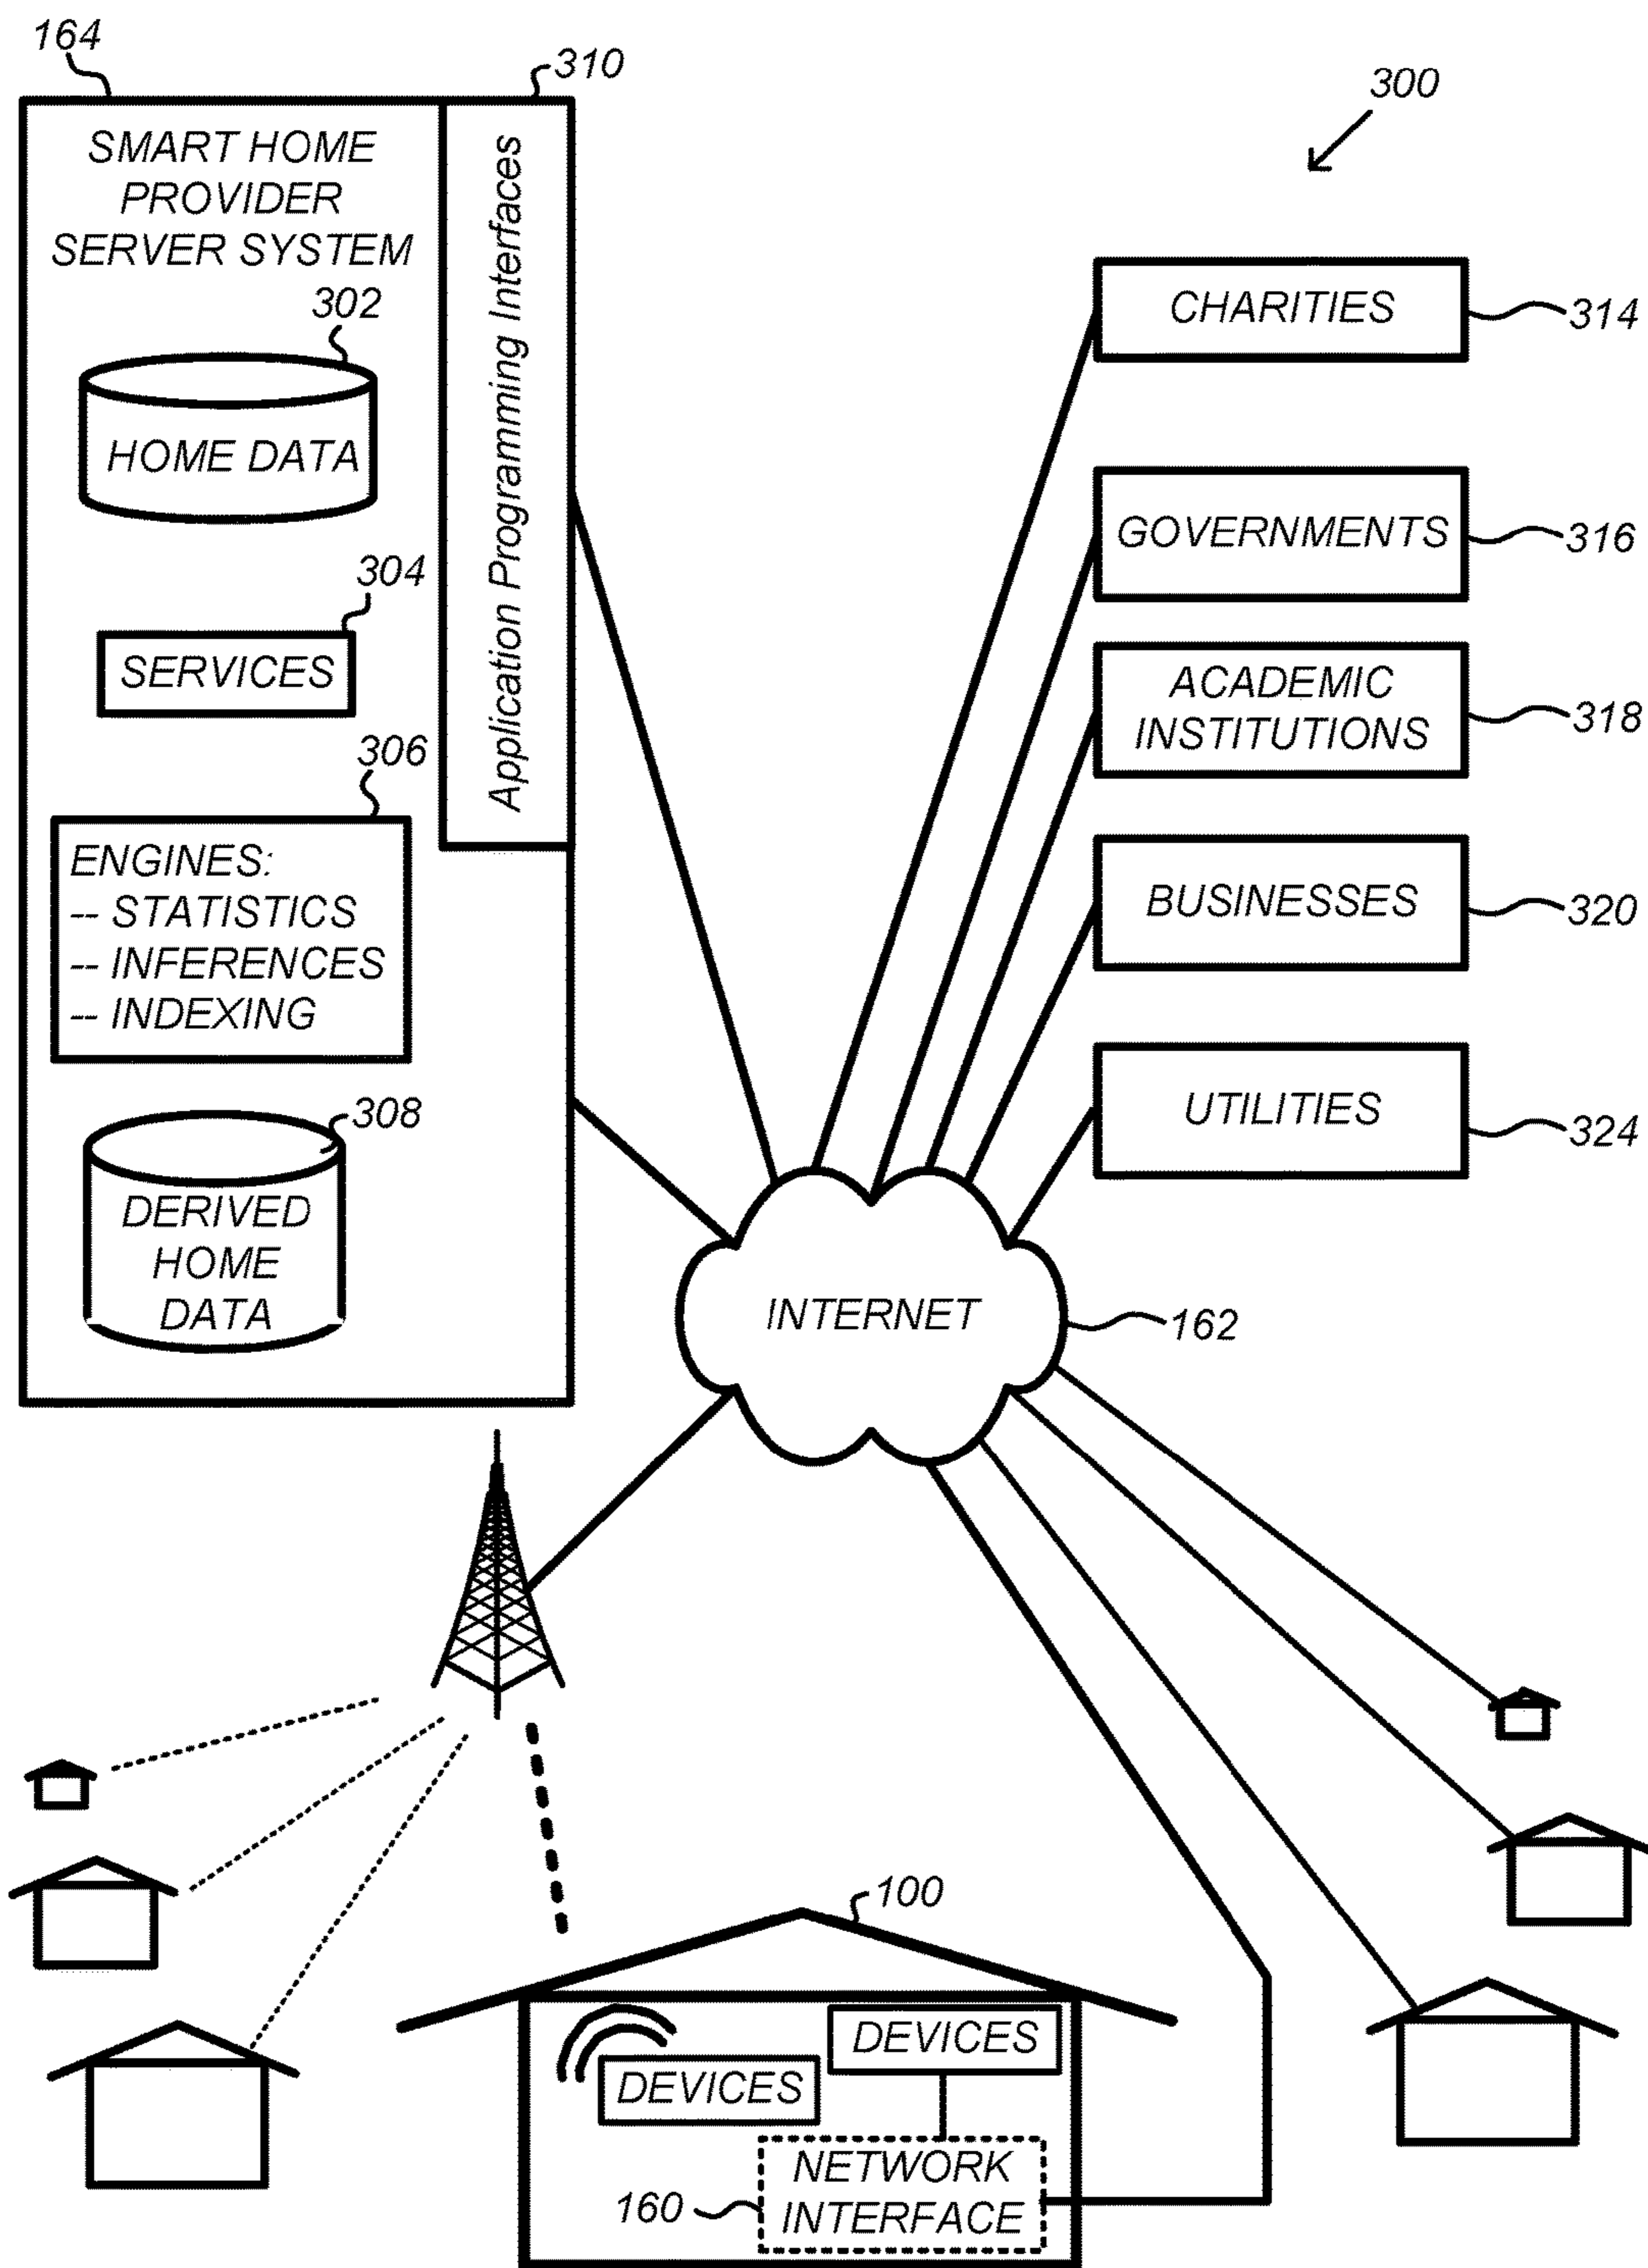 164
310
300
SMART HOME
PROVIDER
SERVER SYSTEM
Application Programming Interfaces
302
HOME DATA
304
SERVICES
306
ENGINES:
-- STATISTICS
-- INFERENCES
-- INDEXING
308
DERIVED
HOME
DATA
CHARITIES
314
GOVERNMENTS
316
ACADEMIC
INSTITUTIONS
318
BUSINESSES
320
UTILITIES
324
INTERNET
162
100
DEVICES
DEVICES
NETWORK
INTERFACE
160